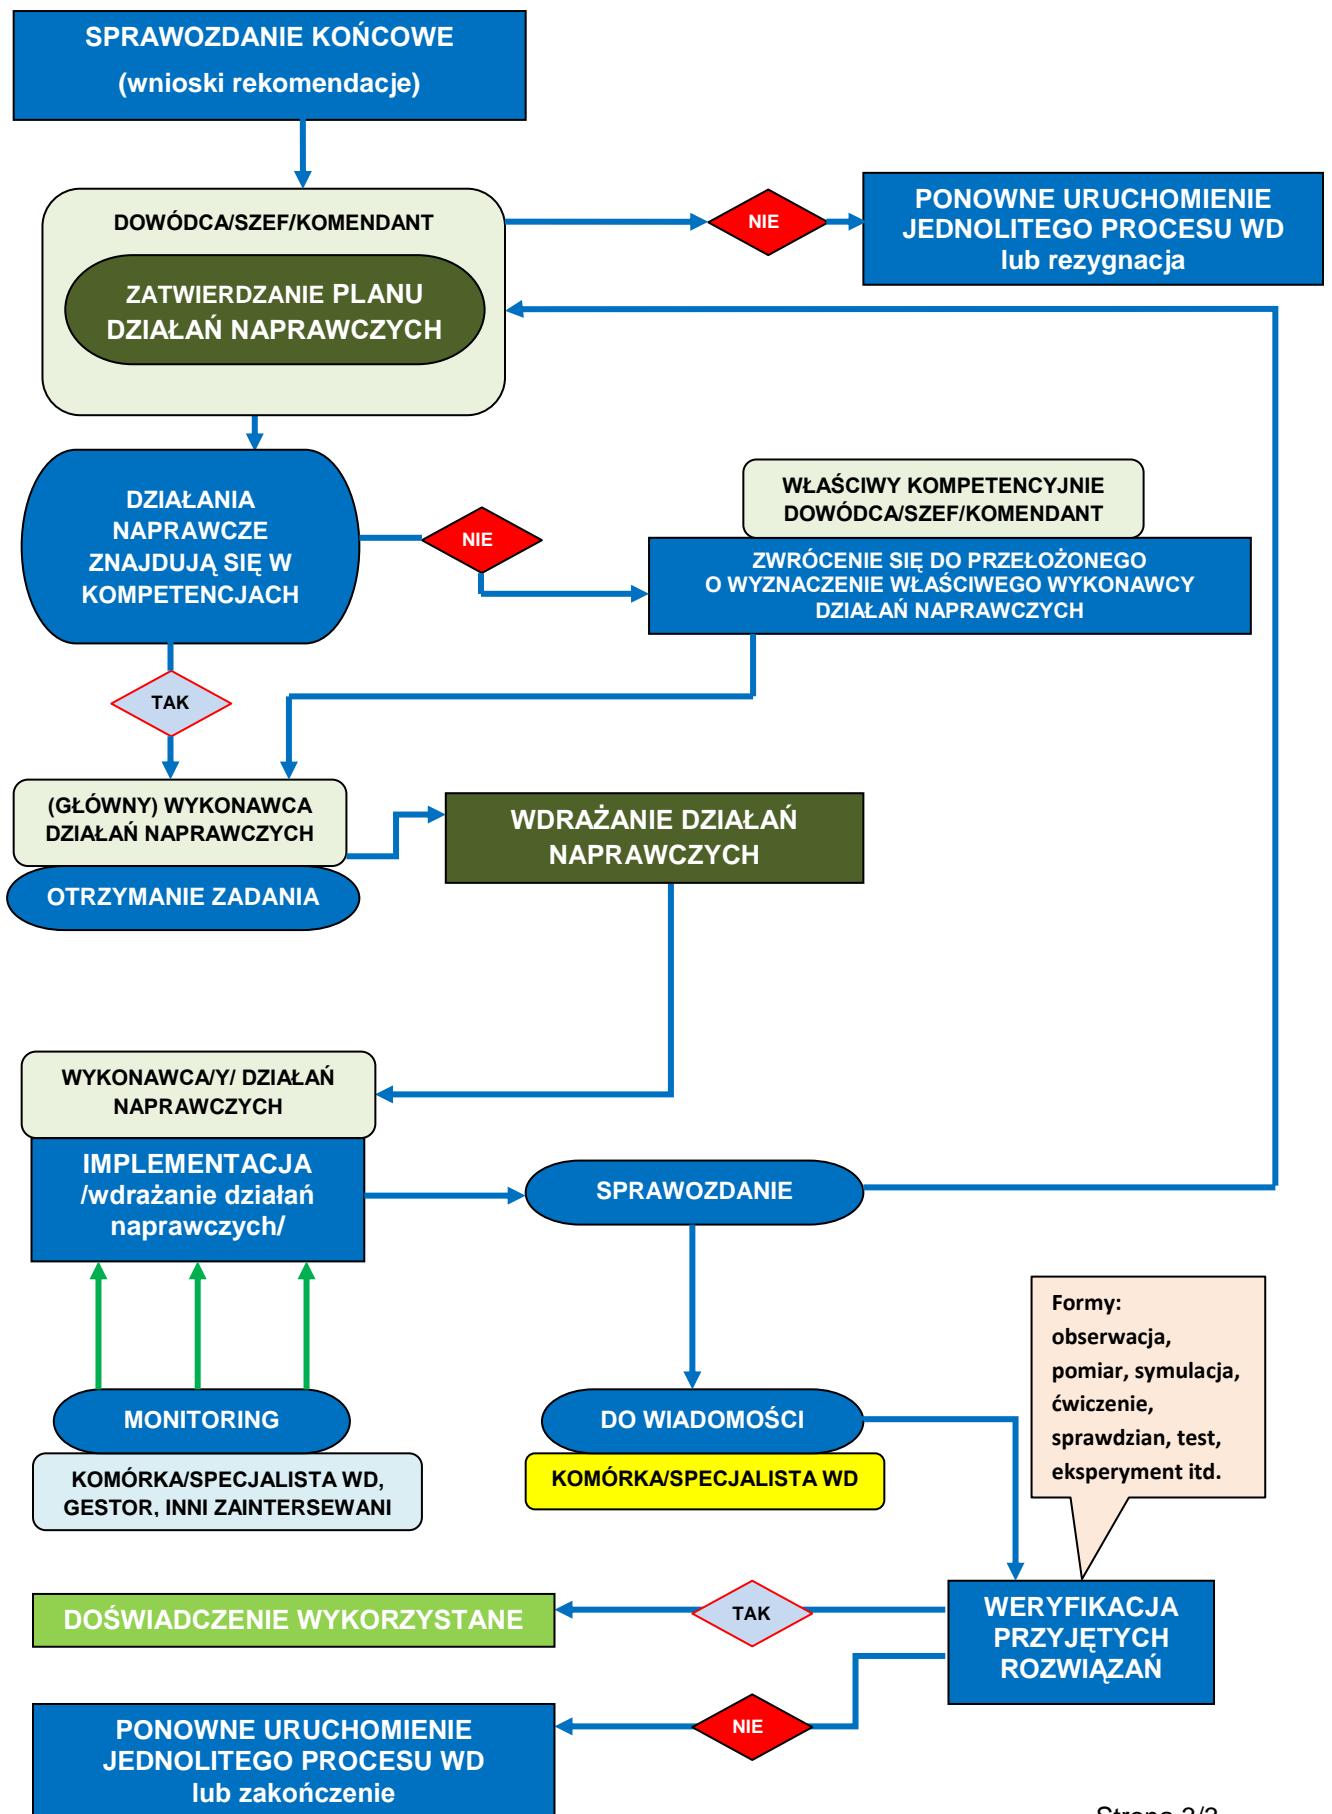 SPRAWOZDANIE KOŃCOWE
(wnioski rekomendacje)
DOWÓDCA/SZEF/KOMENDANT
ZATWIERDZANIE PLANU
DZIAŁAŃ NAPRAWCZYCH
NIE
PONOWNE URUCHOMIENIE
JEDNOLITEGO PROCESU WD
lub rezygnacja
DZIAŁANIA
NAPRAWCZE
ZNAJDUJĄ SIĘ W
KOMPETENCJACH
NIE
WŁAŚCIWY KOMPETENCYJNIE
DOWÓDCA/SZEF/KOMENDANT
ZWRÓCENIE SIĘ DO PRZEŁOŻONEGO
O WYZNACZENIE WŁAŚCIWEGO WYKONAWCY
DZIAŁAŃ NAPRAWCZYCH
TAK
(GŁÓWNY) WYKONAWCA
DZIAŁAŃ NAPRAWCZYCH
OTRZYMANIE ZADANIA
WDRAŻANIE DZIAŁAŃ
NAPRAWCZYCH
WYKONAWCA/Y/ DZIAŁAŃ
NAPRAWCZYCH
IMPLEMENTACJA
/wdrażanie działań
naprawczych/
SPRAWOZDANIE
MONITORING
KOMÓRKA/SPECJALISTA WD,
GESTOR, INNI ZAINTERSEWANI
DO WIADOMOŚCI
KOMÓRKA/SPECJALISTA WD
Formy:
obserwacja,
pomiar, symulacja,
ćwiczenie,
sprawdzian, test,
eksperyment itd.
WERYFIKACJA
PRZYJĘTYCH
ROZWIĄZAŃ
TAK
DOŚWIADCZENIE WYKORZYSTANE
NIE
PONOWNE URUCHOMIENIE
JEDNOLITEGO PROCESU WD
lub zakończenie